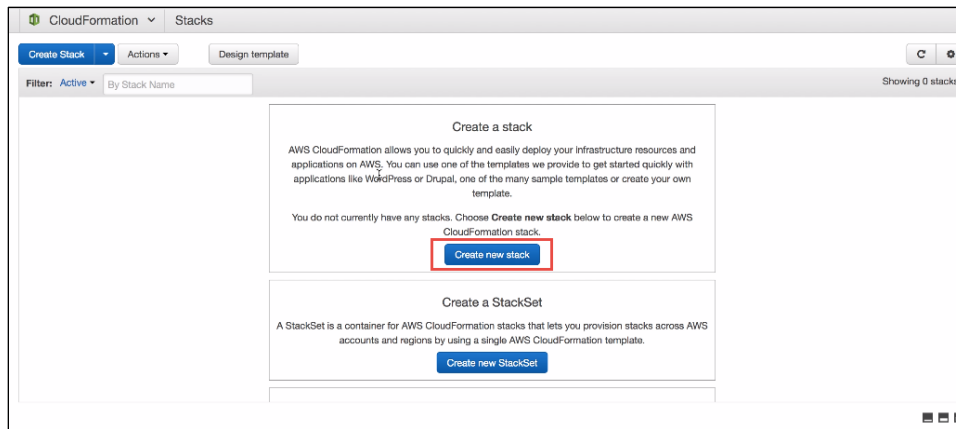 CloudFormation Stacks
Create Stack Actions Design template
Filter: Active By Stack Name Showing 0 stacks
Create a stack
AWS CloudFormation allows you to quickly and easily deploy your infrastructure resources and
applications on AWS. You can use one of the templates we provide to get started quickly with
applications like WordPress or Drupal, one of the many sample templates or create your own
template.
You do not currently have any stacks. Choose Create new stack below to create a new AWS
CloudFormation stack.
Create new stack
Create a StackSet
A StackSet is a container for AWS CloudFormation stacks that lets you provision stacks across AWS
accounts and regions by using a single AWS CloudFormation template.
Create new StackSet